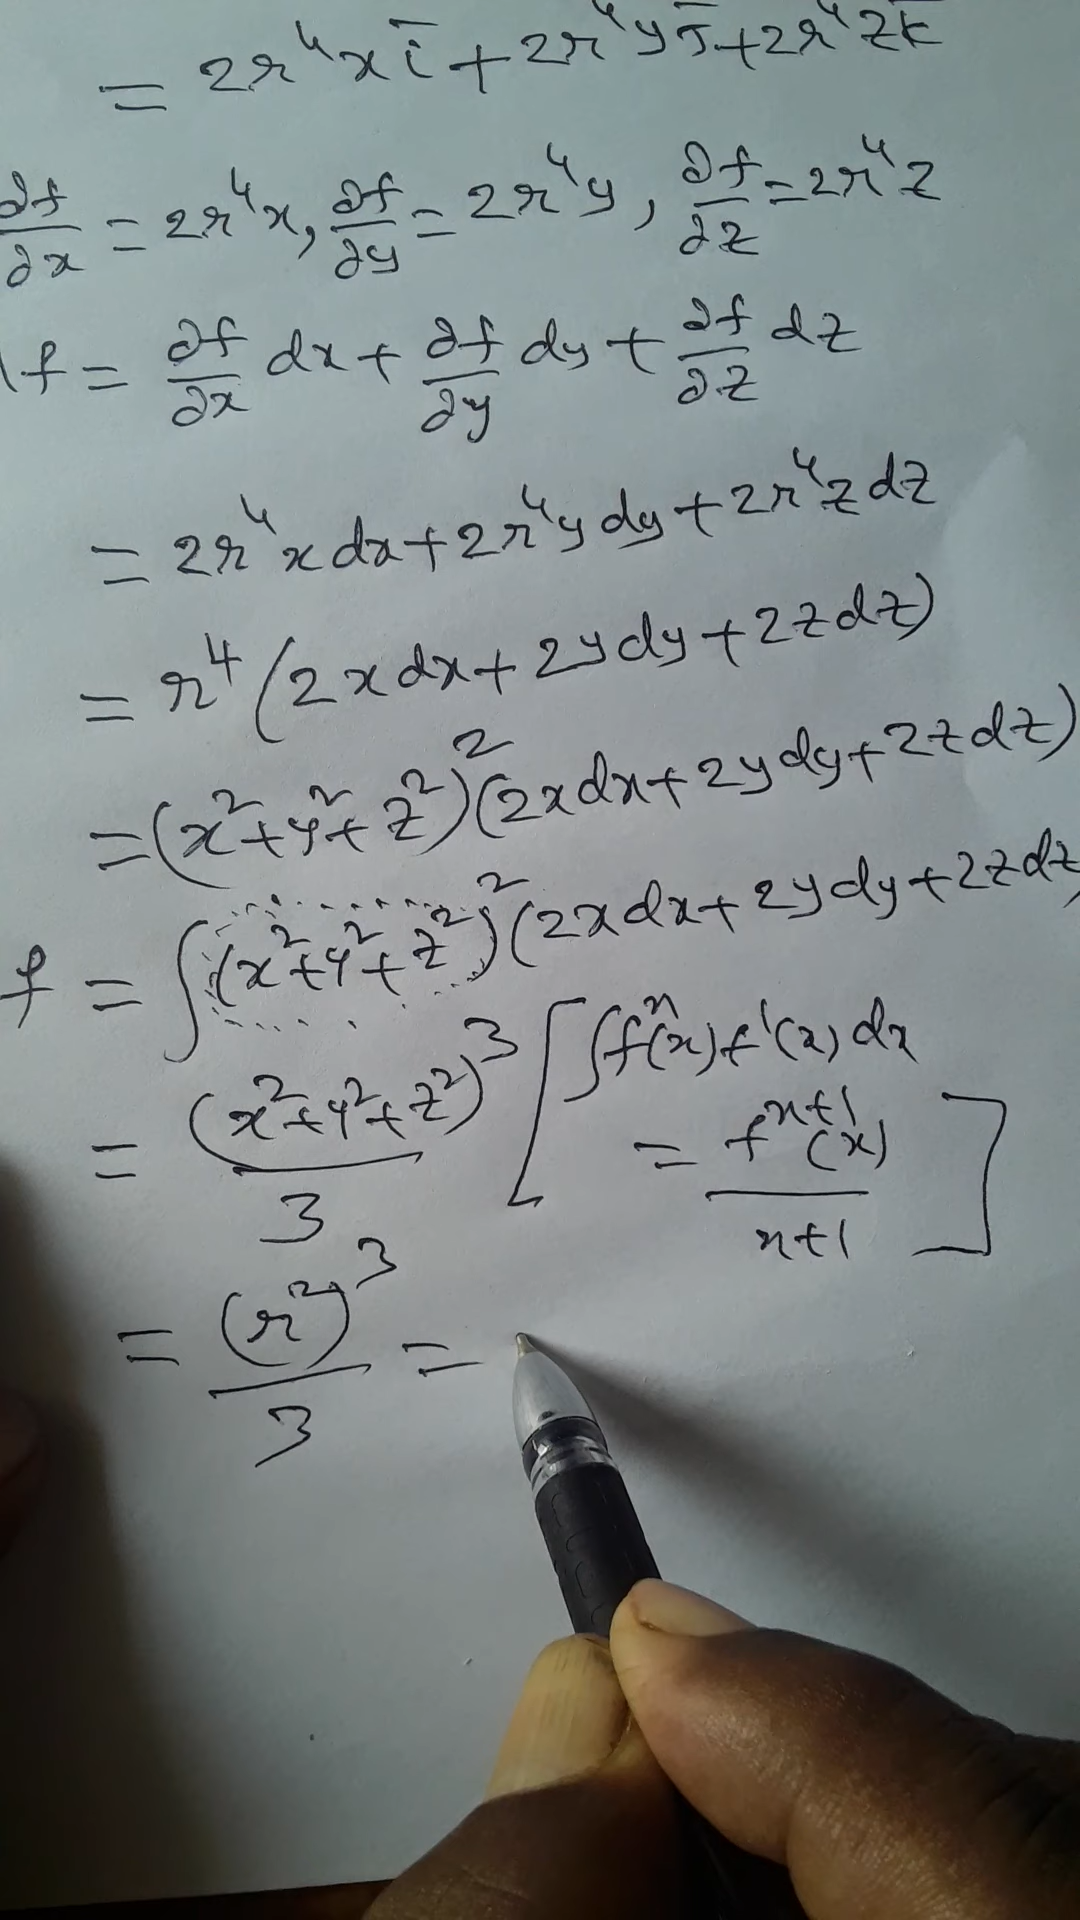 = 2r⁴x i̅ + 2r⁴y j̅ + 2r⁴z k̅
∂f/∂x = 2r⁴x, ∂f/∂y = 2r⁴y, ∂f/∂z = 2r⁴z
f = ∂f/∂x dx + ∂f/∂y dy + ∂f/∂z dz
= 2r⁴x dx + 2r⁴y dy + 2r⁴z dz
= r⁴ (2x dx + 2y dy + 2z dz)
= (x² + y² + z²)² (2x dx + 2y dy + 2z dz)
f = ∫ (x² + y² + z²)² (2x dx + 2y dy + 2z dz
= (x² + y² + z²)³/3 [∫ fⁿ(x) f'(x) dx = fⁿ⁺¹(x)/n+1]
= (r²)³/3 =